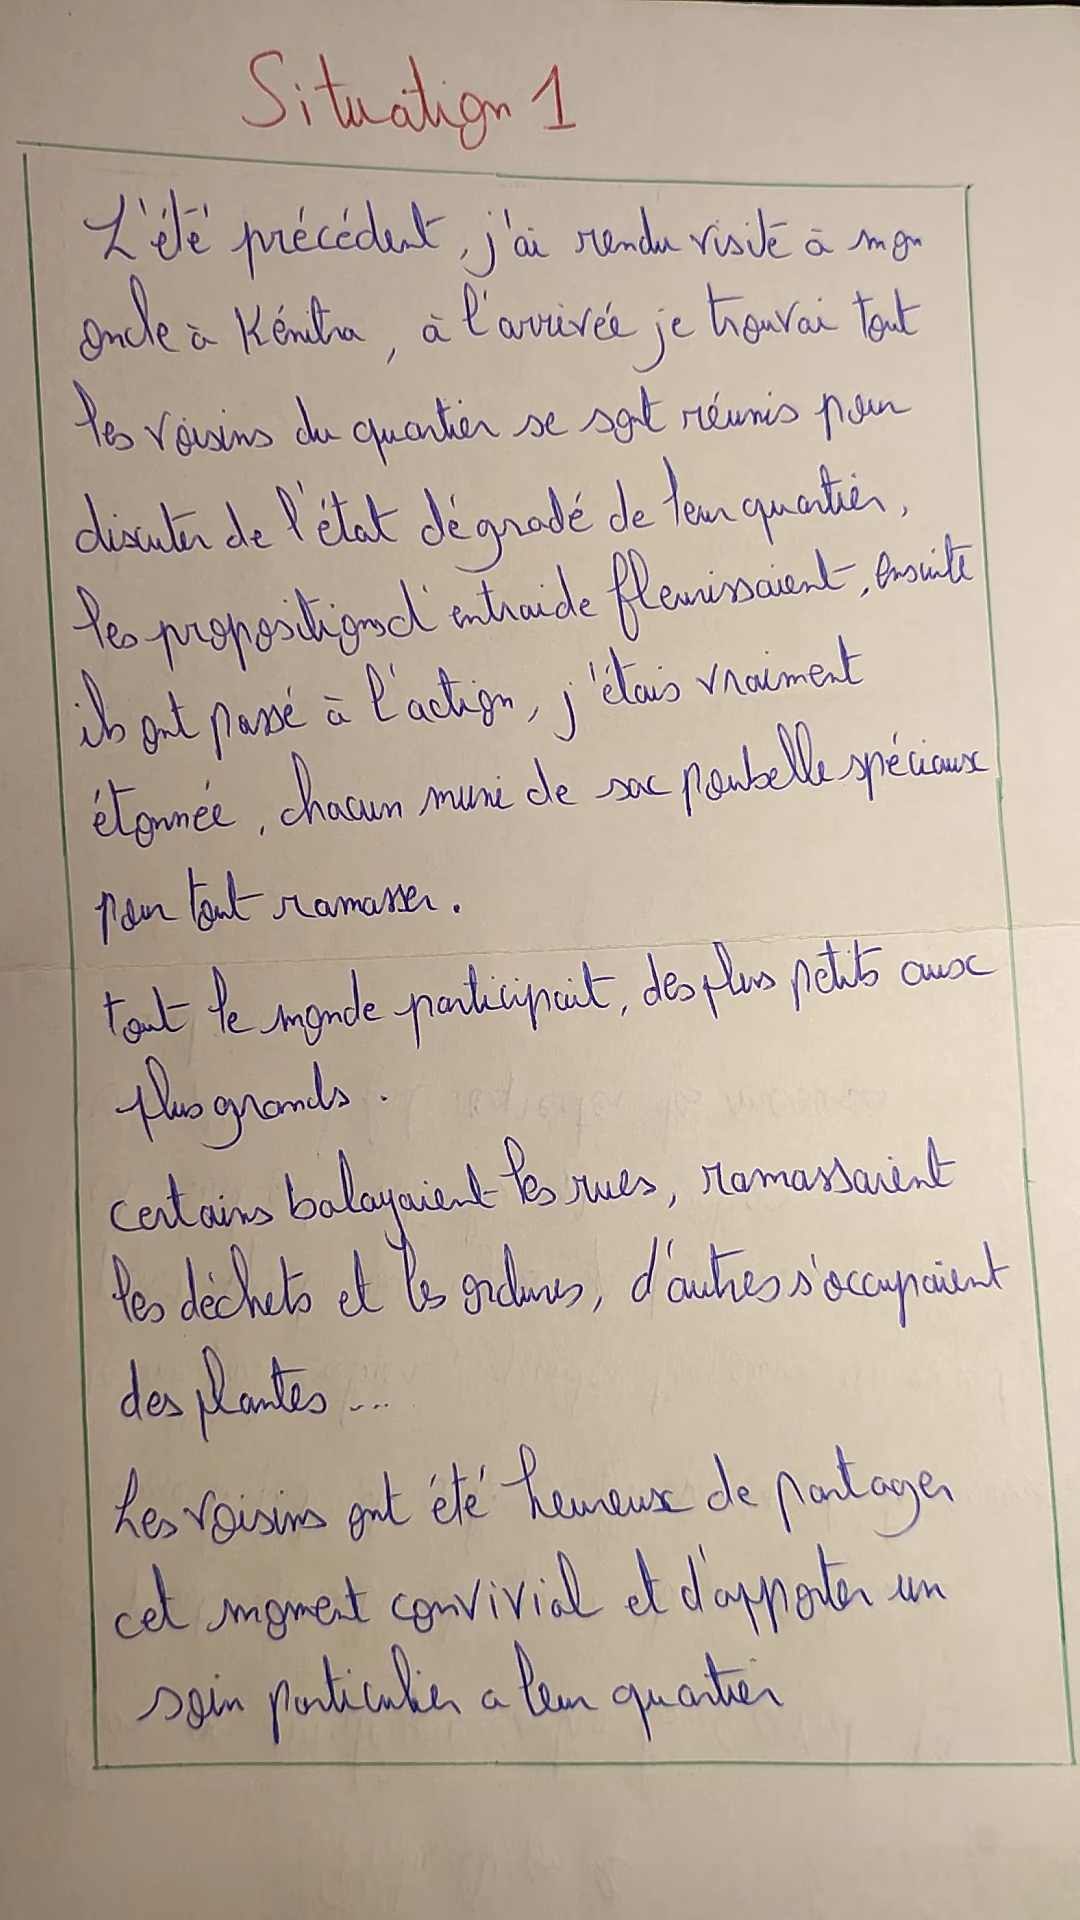 Situation 1
L'été précédent, j'ai rendu visite à mon
oncle à Kénitra, à l'arrivée je trouvai tout
les voisins du quartier se sont réunis pour
discuter de l'état dégradé de leur quartier,
les propositions d'entraide fleurissaient, ensuite
ils ont passé à l'action, j'étais vraiment
étonnée, chacun muni de sac poubelle spéciaux
pour tout ramasser.
tout le monde participait, des plus petits aux
plus grands.
certains balayaient les rues, ramassaient
les déchets et les ordures, d'autres s'occupaient
des plantes ...
Les voisins ont été heureux de partager
cet moment convivial et d'apporter un
soin particulier a leur quartier